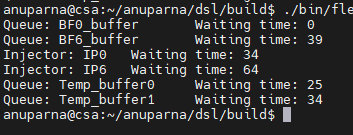 anuparna@csa:/anuparna/dsl/build$ ./bin/fle
Queue: BF0_buffer Waiting time: 0
Queue: BF6_buffer Waiting time: 39
Injector: IP0 Waiting time: 34
Injector: IP6 Waiting time: 64
Queue: Temp_buffer0 Waiting time: 25
Queue: Temp_buffer1 Waiting time: 34
anuparna@csa:/anuparna/dsl/build$